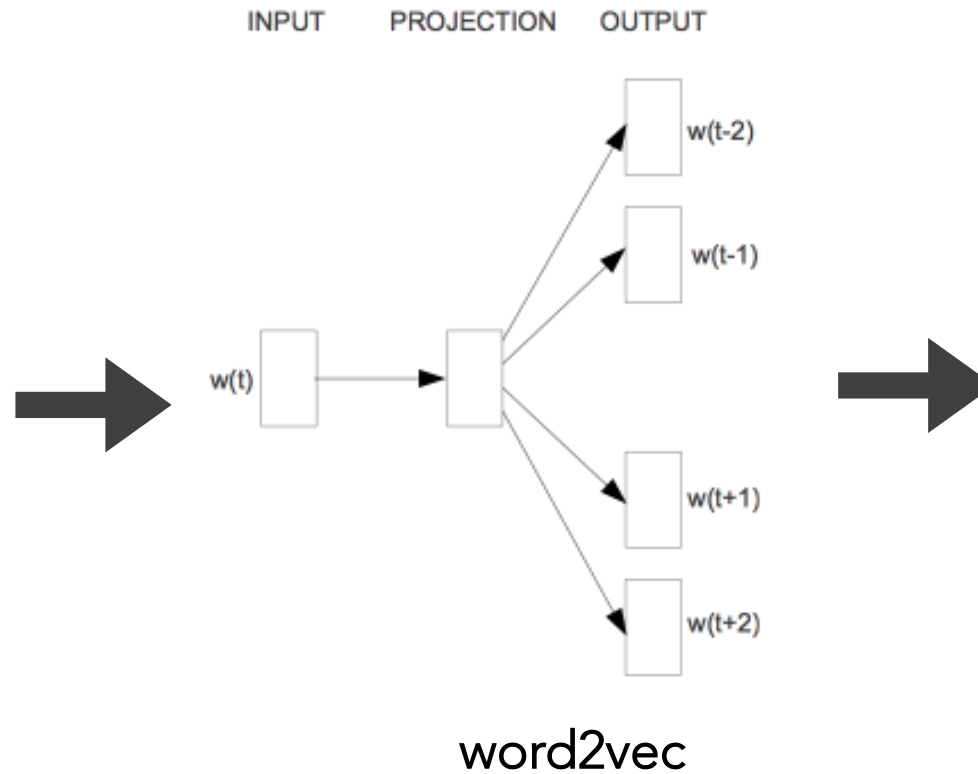 INPUT PROJECTION OUTPUT
w(t-2)
w(t-1)
w(t)
w(t+1)
w(t+2)
word2vec